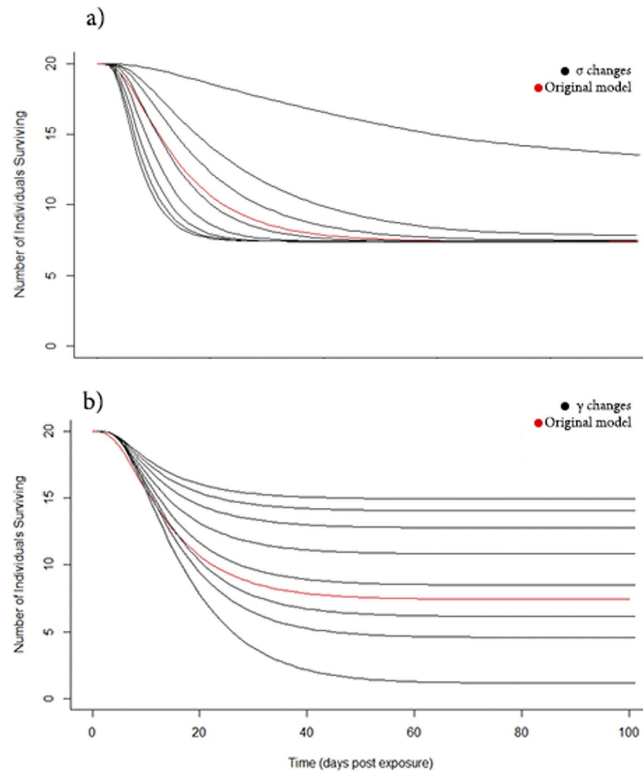 a)
20
15
10
5
0
Number of Individuals Surviving
σ changes
Original model
b)
20
15
10
5
0
Number of Individuals Surviving
γ changes
Original model
0 20 40 60 80 100
Time (days post exposure)